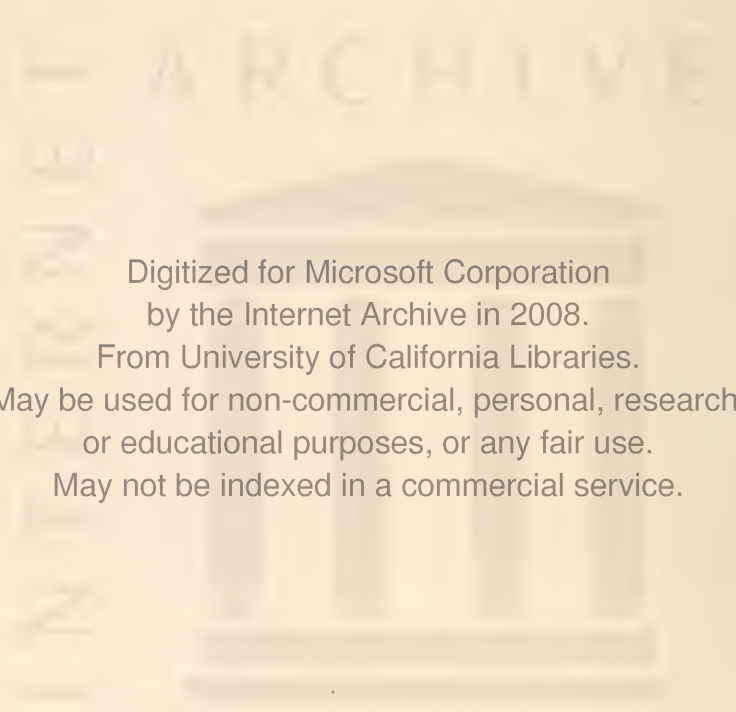 INTERNET ARCHIVE
Digitized for Microsoft Corporation
by the Internet Archive in 2008.
From University of California Libraries.
May be used for non-commercial, personal, research,
or educational purposes, or any fair use.
May not be indexed in a commercial service.